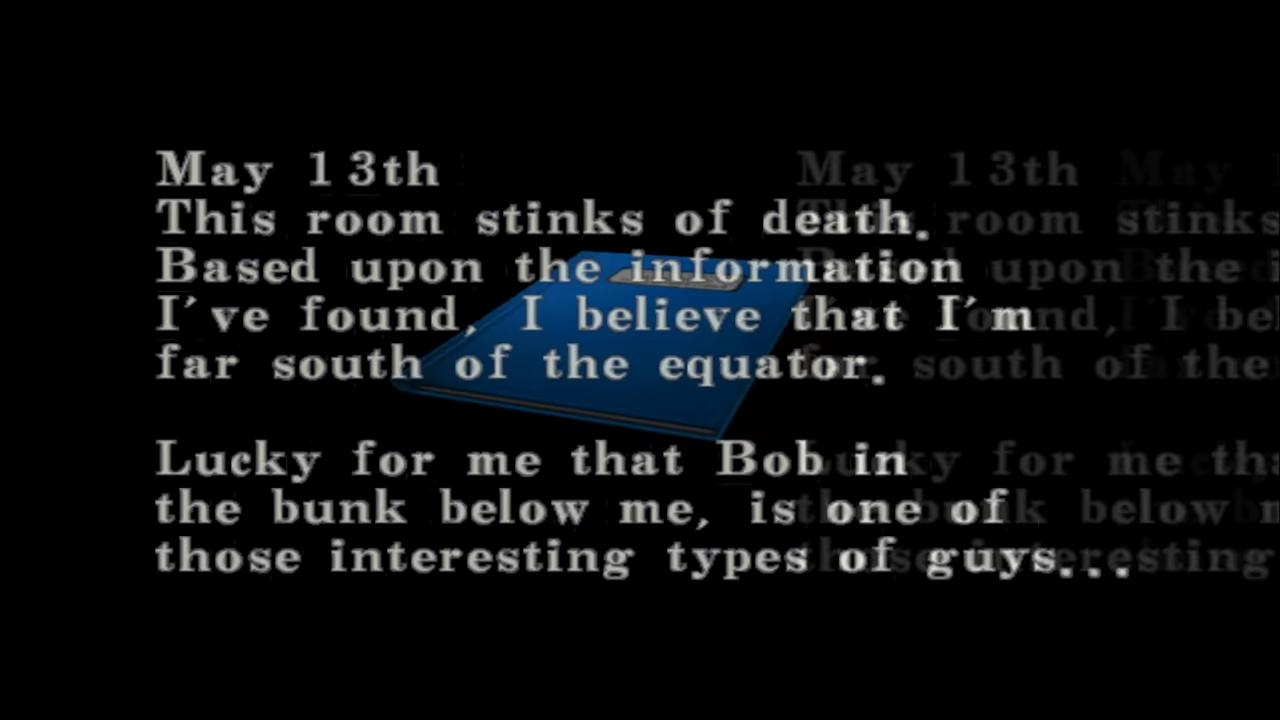 May 13th
This room stinks of death.
Based upon the information
I've found, I believe that I'm
far south of the equator.
Lucky for me that Bob in
the bunk below me, is one of
those interesting types of guys...